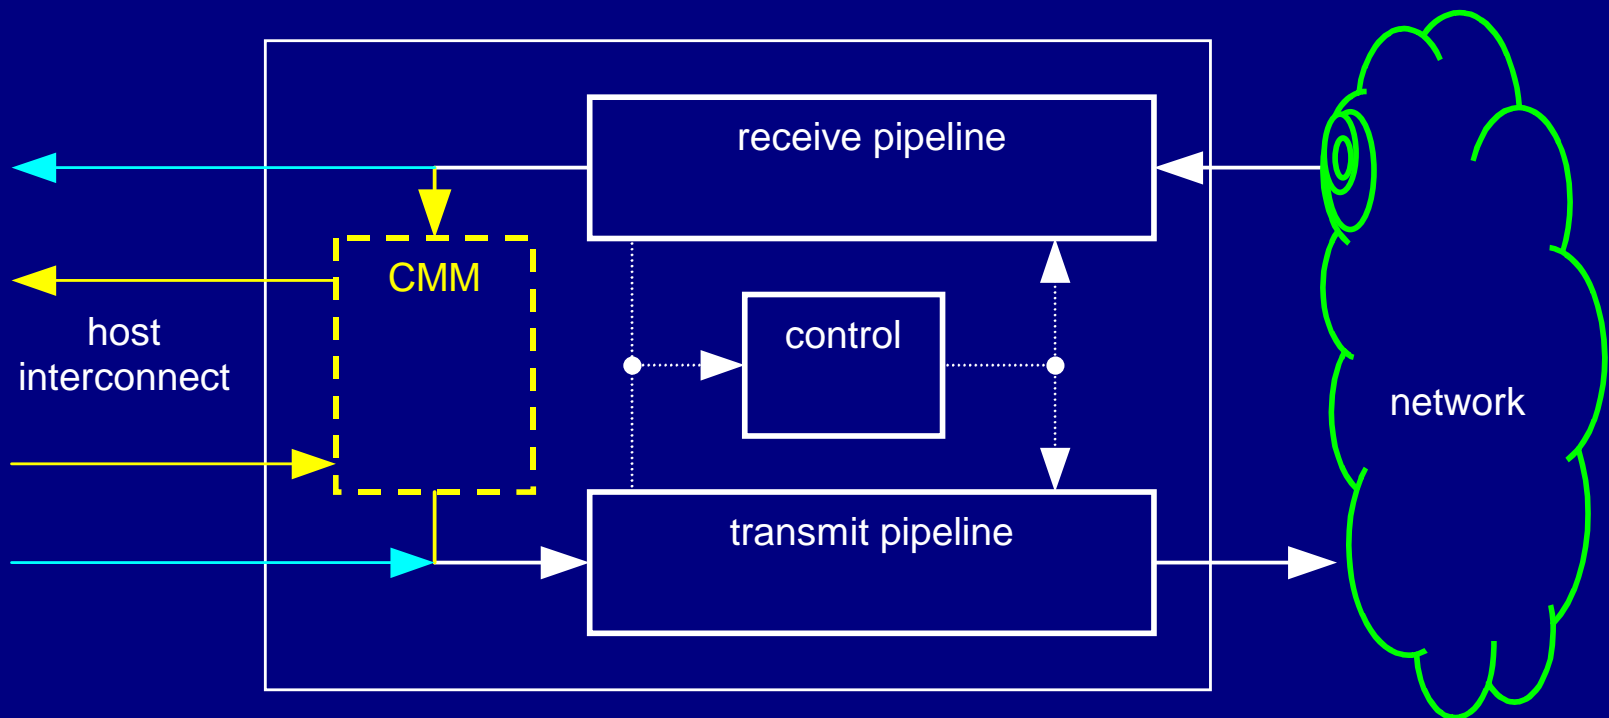 receive pipeline
CMM
host
interconnect
control
network
transmit pipeline